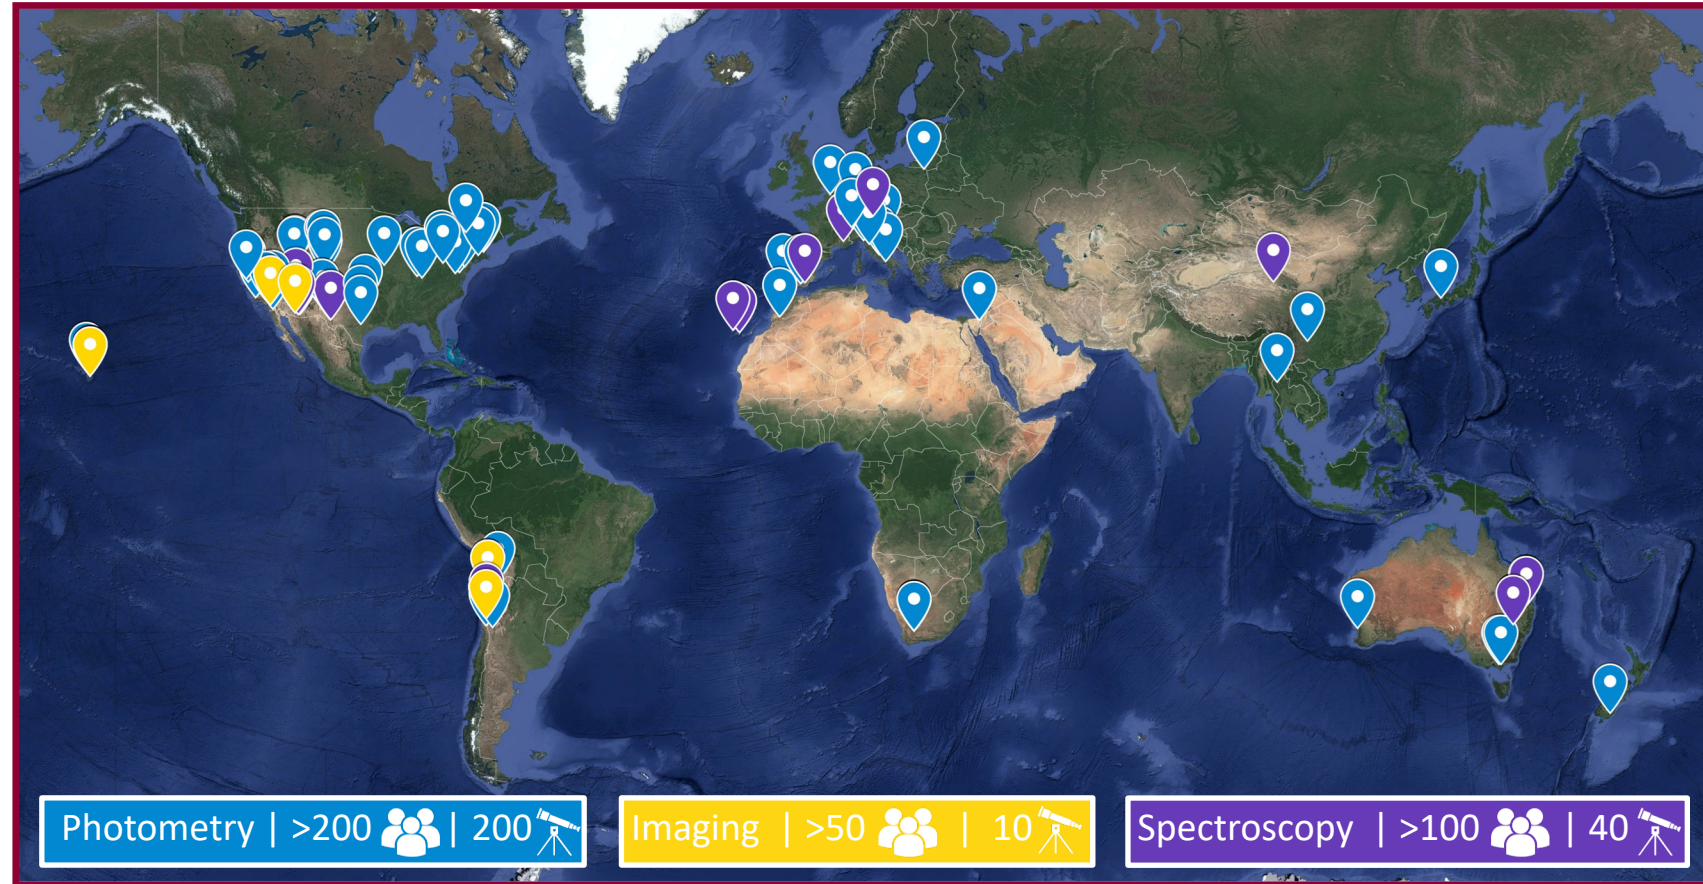 Photometry | >200 | 200
Imaging | >50 | 10
Spectroscopy | >100 | 40